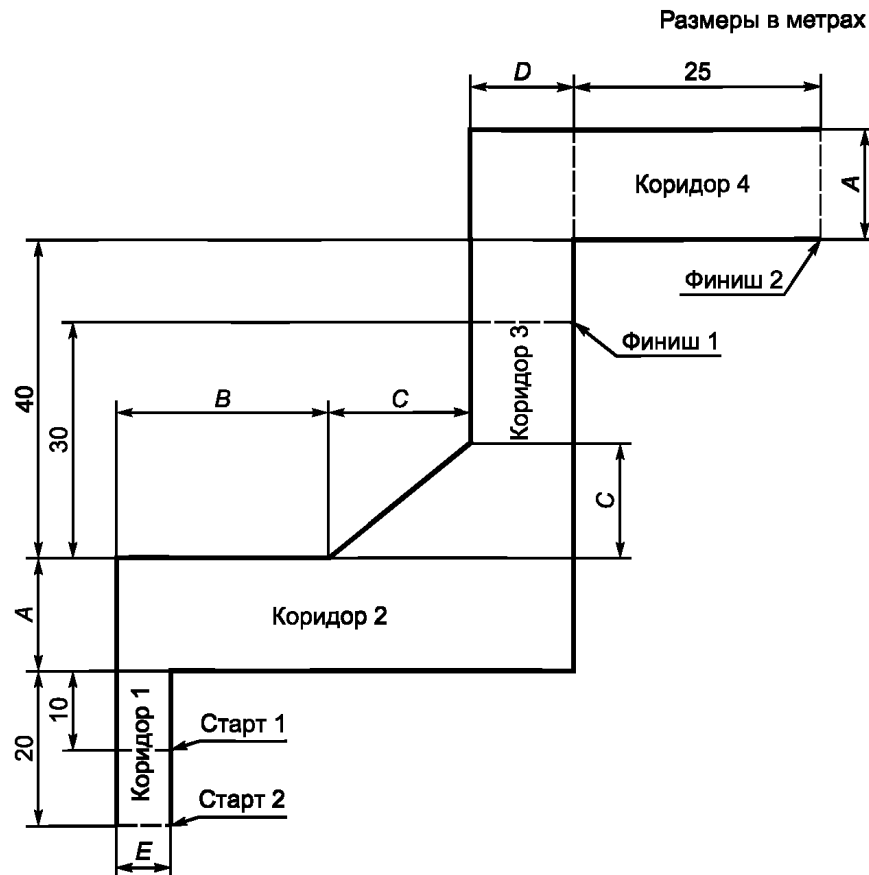 Размеры в метрах
D
25
Коридор 4
A
Финиш 2
Финиш 1
Коридор 3
40
30
B
C
C
A
Коридор 2
10
20
Коридор 1
Старт 1
Старт 2
E